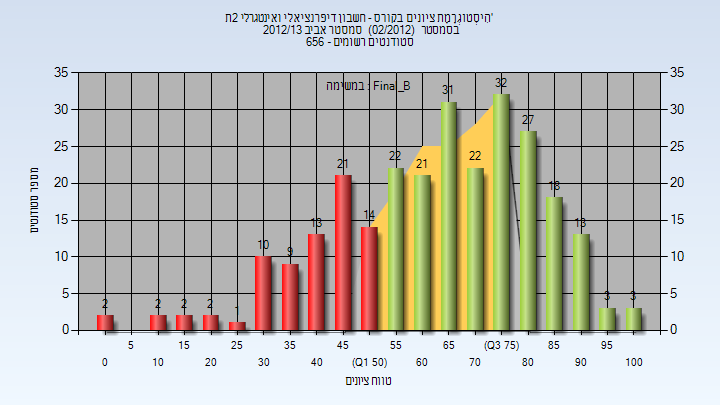 היסטוגרמת ציונים בקורס - חשבון דיפרנציאלי ואינטגרלי 2ח'
בסמסטר (02/2012) סמסטר אביב 2012/13
סטודנטים רשומים - 656
במשימה : Final_B
מספר סטודנטים
35 30 25 20 15 10 5 0
2 2 2 2 1 10 9 13 21 14 22 21 31 22 32 27 18 13 3 3
35 30 25 20 15 10 5 0
5 15 25 35 45 55 65 (Q3 75) 85 95
0 10 20 30 40 (Q1 50) 60 70 80 90 100
טווח ציונים